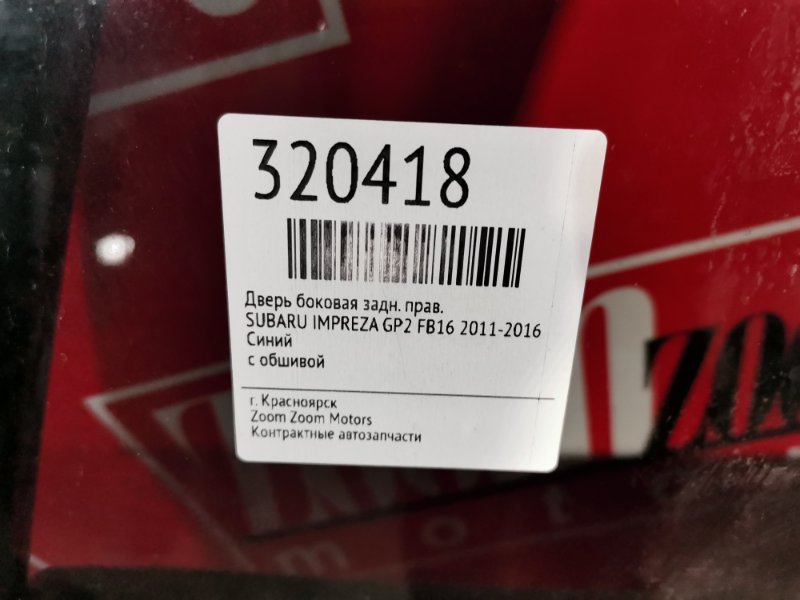 320418
Дверь боковая задн. прав.
SUBARU IMPREZA GP2 FB16 2011-2016
Синий
с обшивой
г. Красноярск
Zoom Zoom Motors
Контрактные автозапчасти